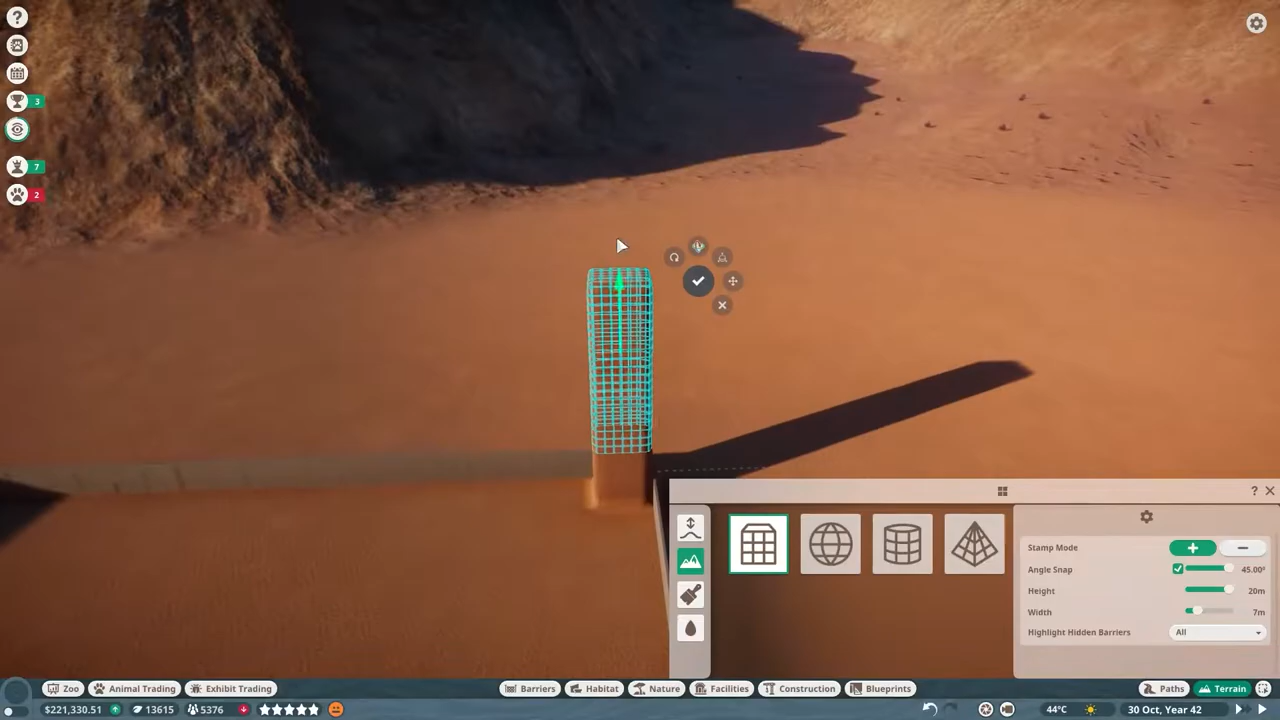 ?
3
7
2
? ×
Stamp Mode + −
Angle Snap 45.00°
Height 20m
Width 7m
Highlight Hidden Barriers All
Zoo Animal Trading Exhibit Trading Barriers Habitat Nature Facilities Construction Blueprints Paths Terrain
$221,330.51 13615 5376 44°C 30 Oct, Year 42